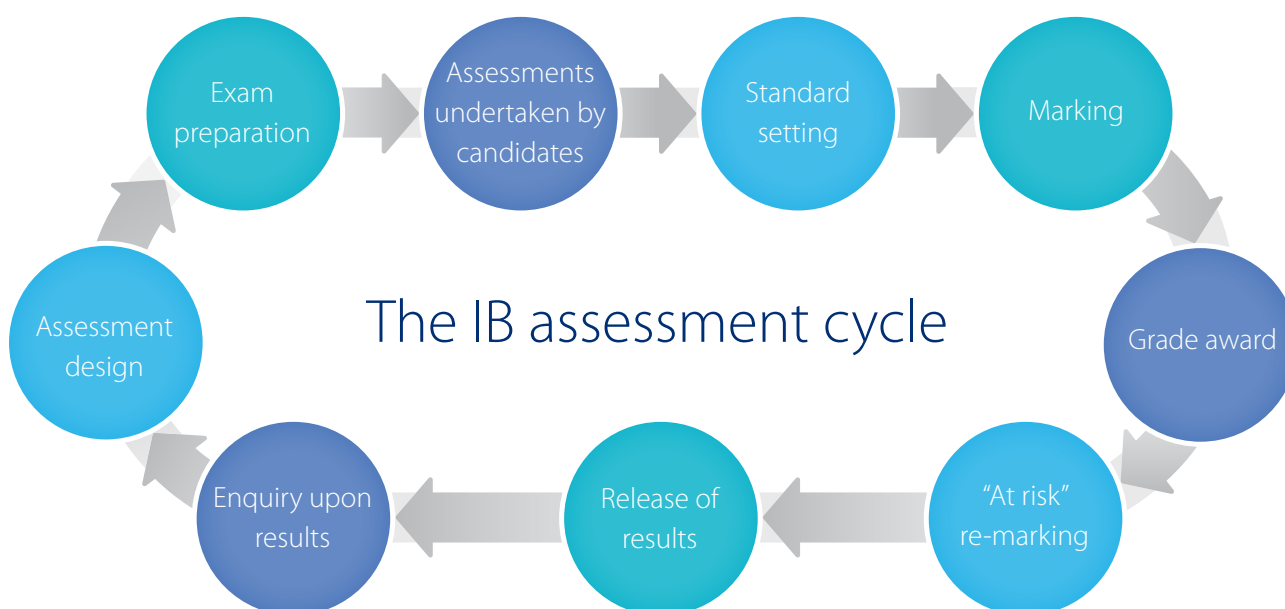 Exam
preparation
Assessments
undertaken by
candidates
Standard
setting
Marking
The IB assessment cycle
Assessment
design
Grade award
Enquiry upon
results
Release of
results
“At risk”
re-marking